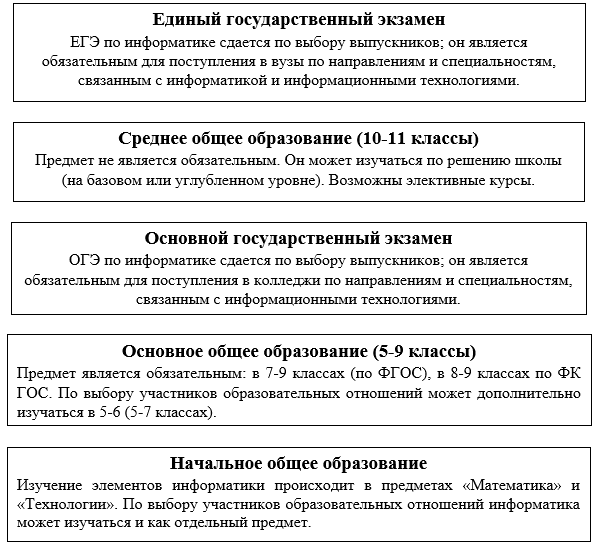 Единый государственный экзамен
ЕГЭ по информатике сдается по выбору выпускников; он является
обязательным для поступления в вузы по направлениям и специальностям,
связанным с информатикой и информационными технологиями.
Среднее общее образование (10-11 классы)
Предмет не является обязательным. Он может изучаться по решению школы
(на базовом или углубленном уровне). Возможны элективные курсы.
Основной государственный экзамен
ОГЭ по информатике сдается по выбору выпускников; он является
обязательным для поступления в колледжи по направлениям и специальностям,
связанным с информационными технологиями.
Основное общее образование (5-9 классы)
Предмет является обязательным: в 7-9 классах (по ФГОС), в 8-9 классах по ФК
ГОС. По выбору участников образовательных отношений может дополнительно
изучаться в 5-6 (5-7 классах).
Начальное общее образование
Изучение элементов информатики происходит в предметах «Математика» и
«Технологии». По выбору участников образовательных отношений информатика
может изучаться и как отдельный предмет.